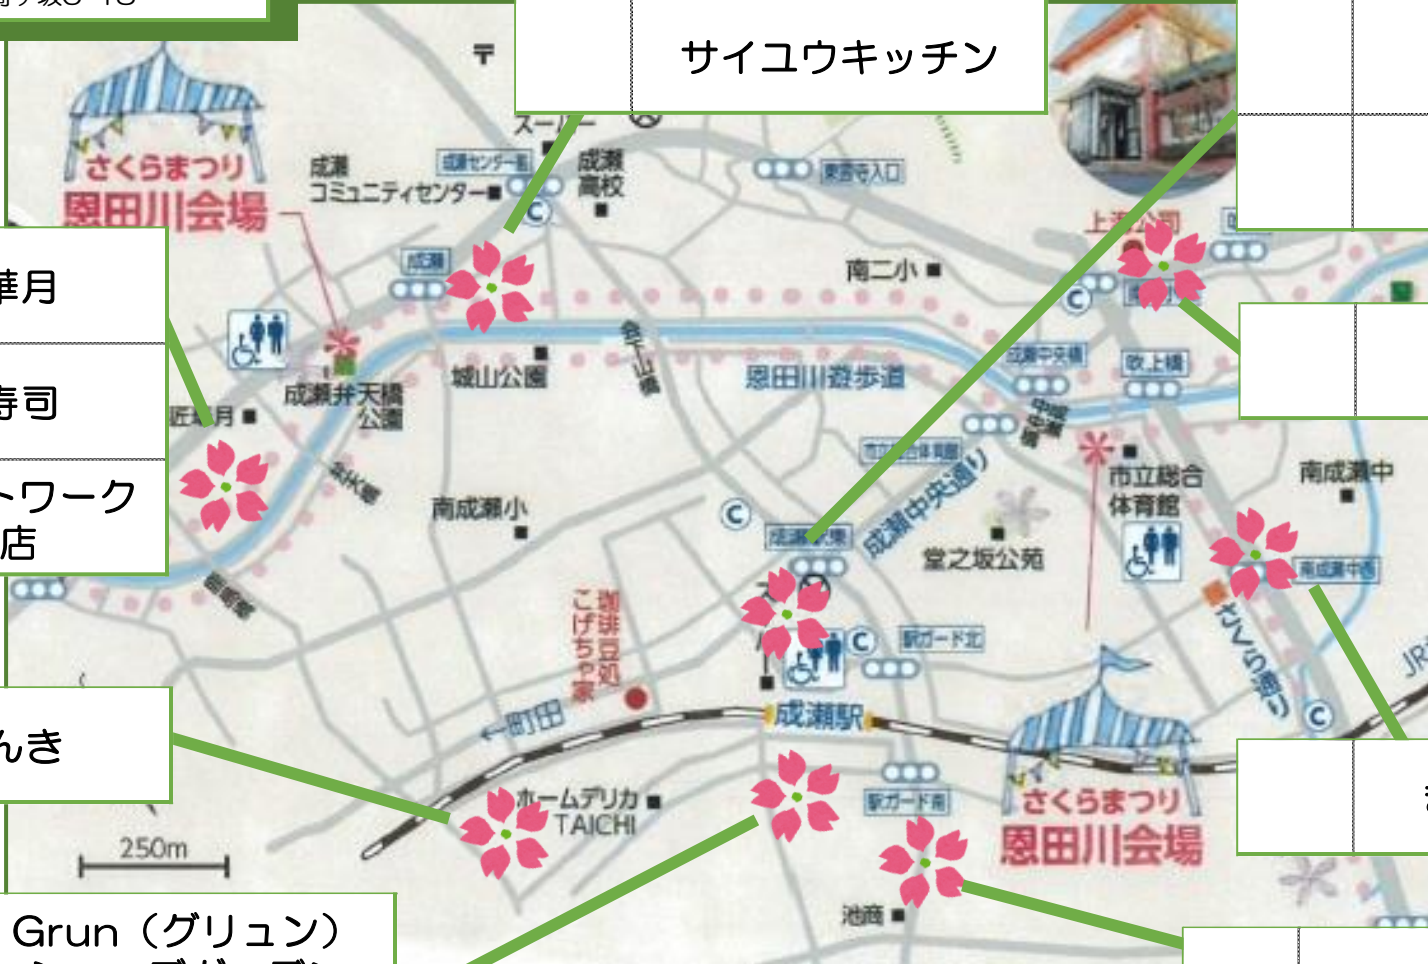 サイユウキッチン
〒
スーパー
さくらまつり
恩田川会場
成瀬
コミュニティセンター
成瀬センター前
成瀬
高校
東雲寺入口
C
成瀬
南二小
C
華月
寿司
トワーク
店
成瀬弁天橋
公園
城山公園
恩田川遊歩道
成瀬中央橋
吹上橋
南成瀬小
C
成瀬中央通り
市立総合
体育館
南成瀬中
堂之坂公苑
南成瀬中西
珈琲豆処
こげちゃ家
さくら通り
C
駅ガード北
JR
C
んき
←町田
成瀬駅
駅ガード南
ホームデリカ
TAICHI
さくらまつり
恩田川会場
250m
池商
Grun（グリュン）